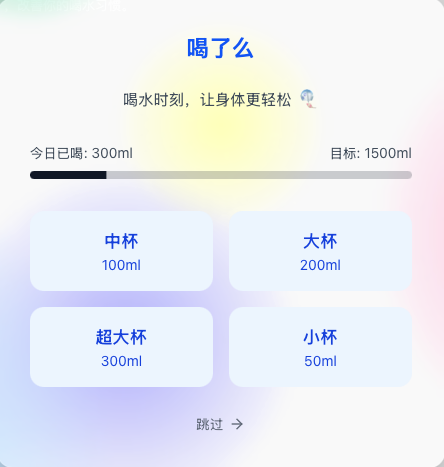 喝了么
喝水时刻，让身体更轻松
今日已喝: 300ml 目标: 1500ml
中杯 大杯
100ml 200ml
超大杯 小杯
300ml 50ml
跳过 →